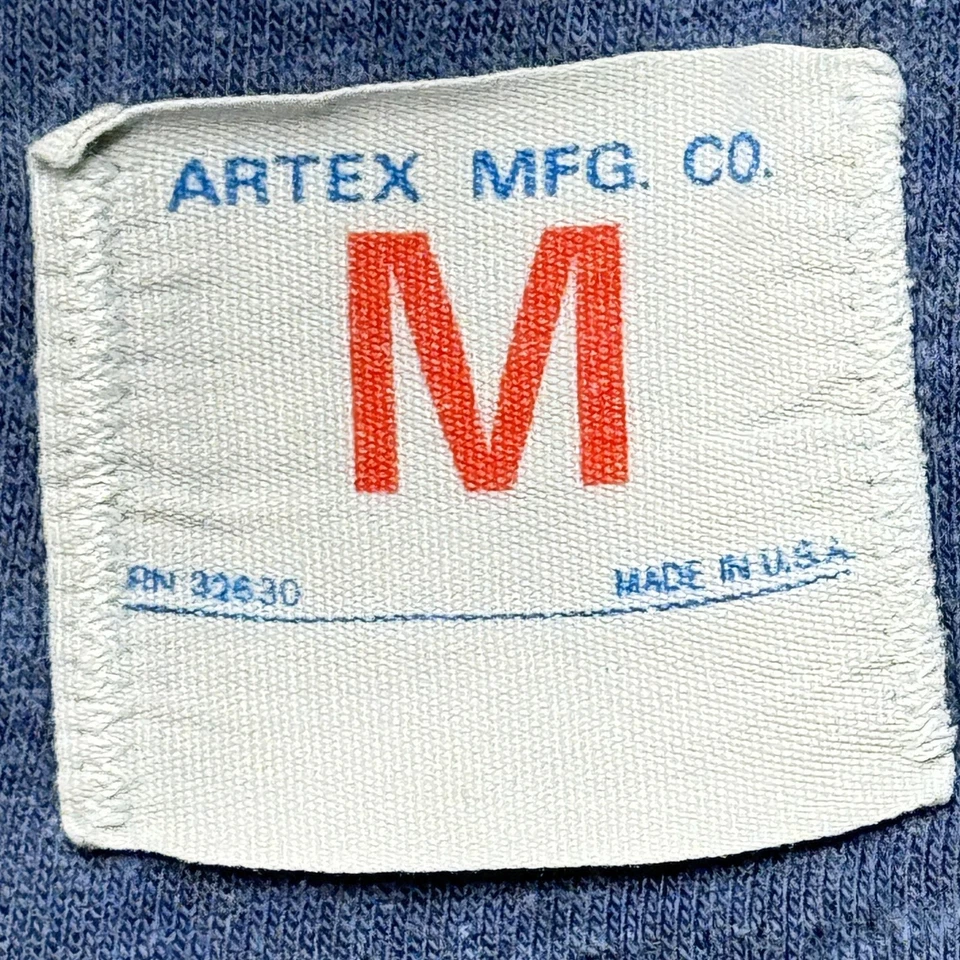 ARTEX MFG. CO.
M
RN 32630 MADE IN U.S.A.